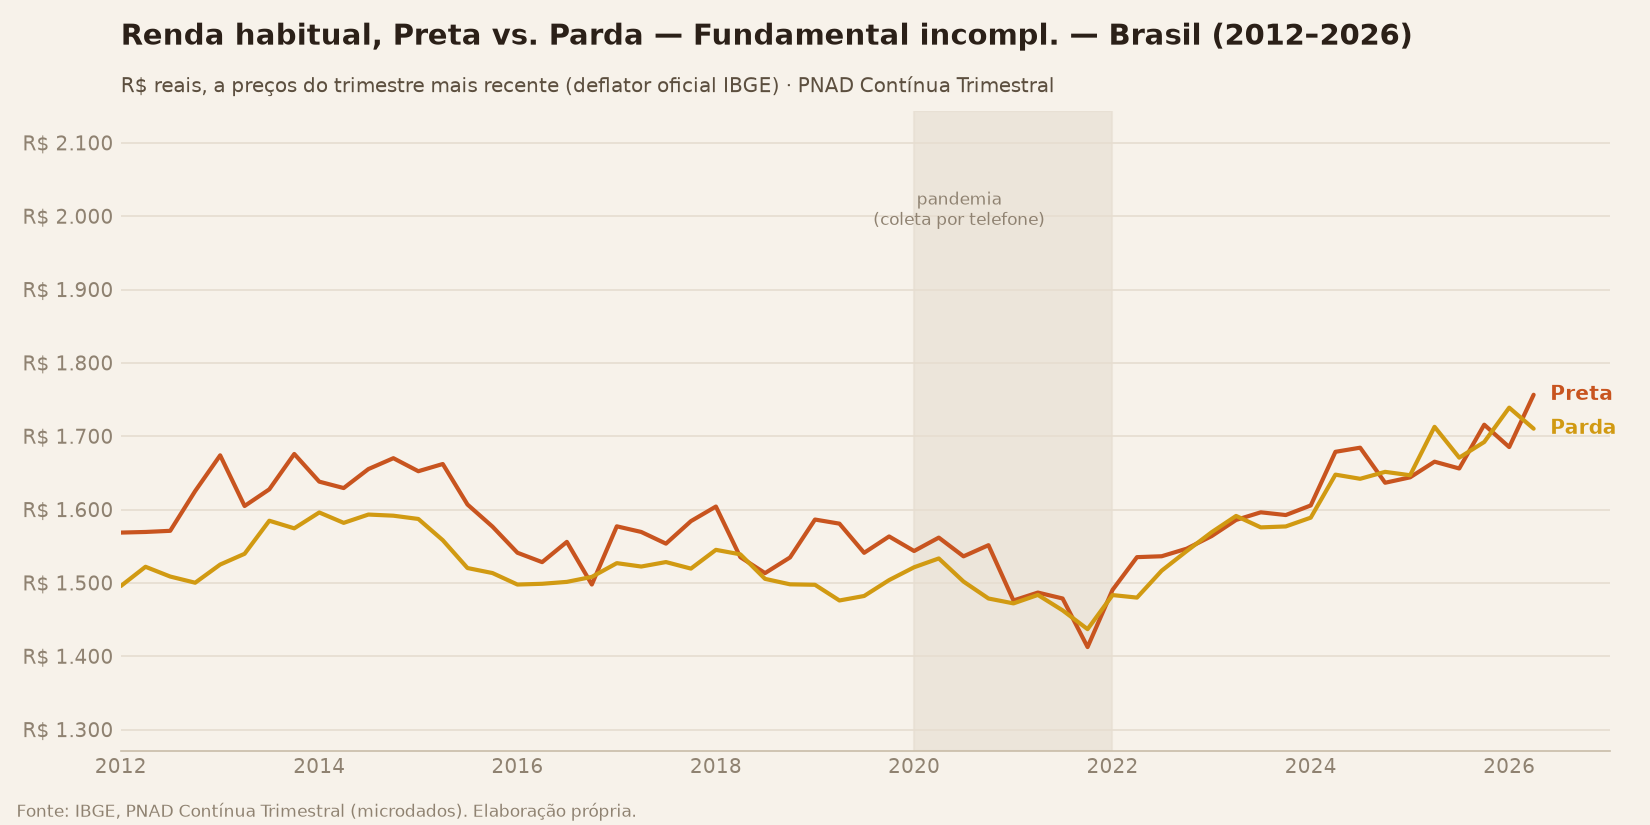 Renda habitual, Preta vs. Parda — Fundamental incompl. — Brasil (2012–2026)
R$ reais, a preços do trimestre mais recente (deflator oficial IBGE) · PNAD Contínua Trimestral
R$ 2.100
pandemia
(coleta por telefone)
R$ 2.000
R$ 1.900
R$ 1.800
Preta
Parda
R$ 1.700
R$ 1.600
R$ 1.500
R$ 1.400
R$ 1.300
2012 2014 2016 2018 2020 2022 2024 2026
Fonte: IBGE, PNAD Contínua Trimestral (microdados). Elaboração própria.